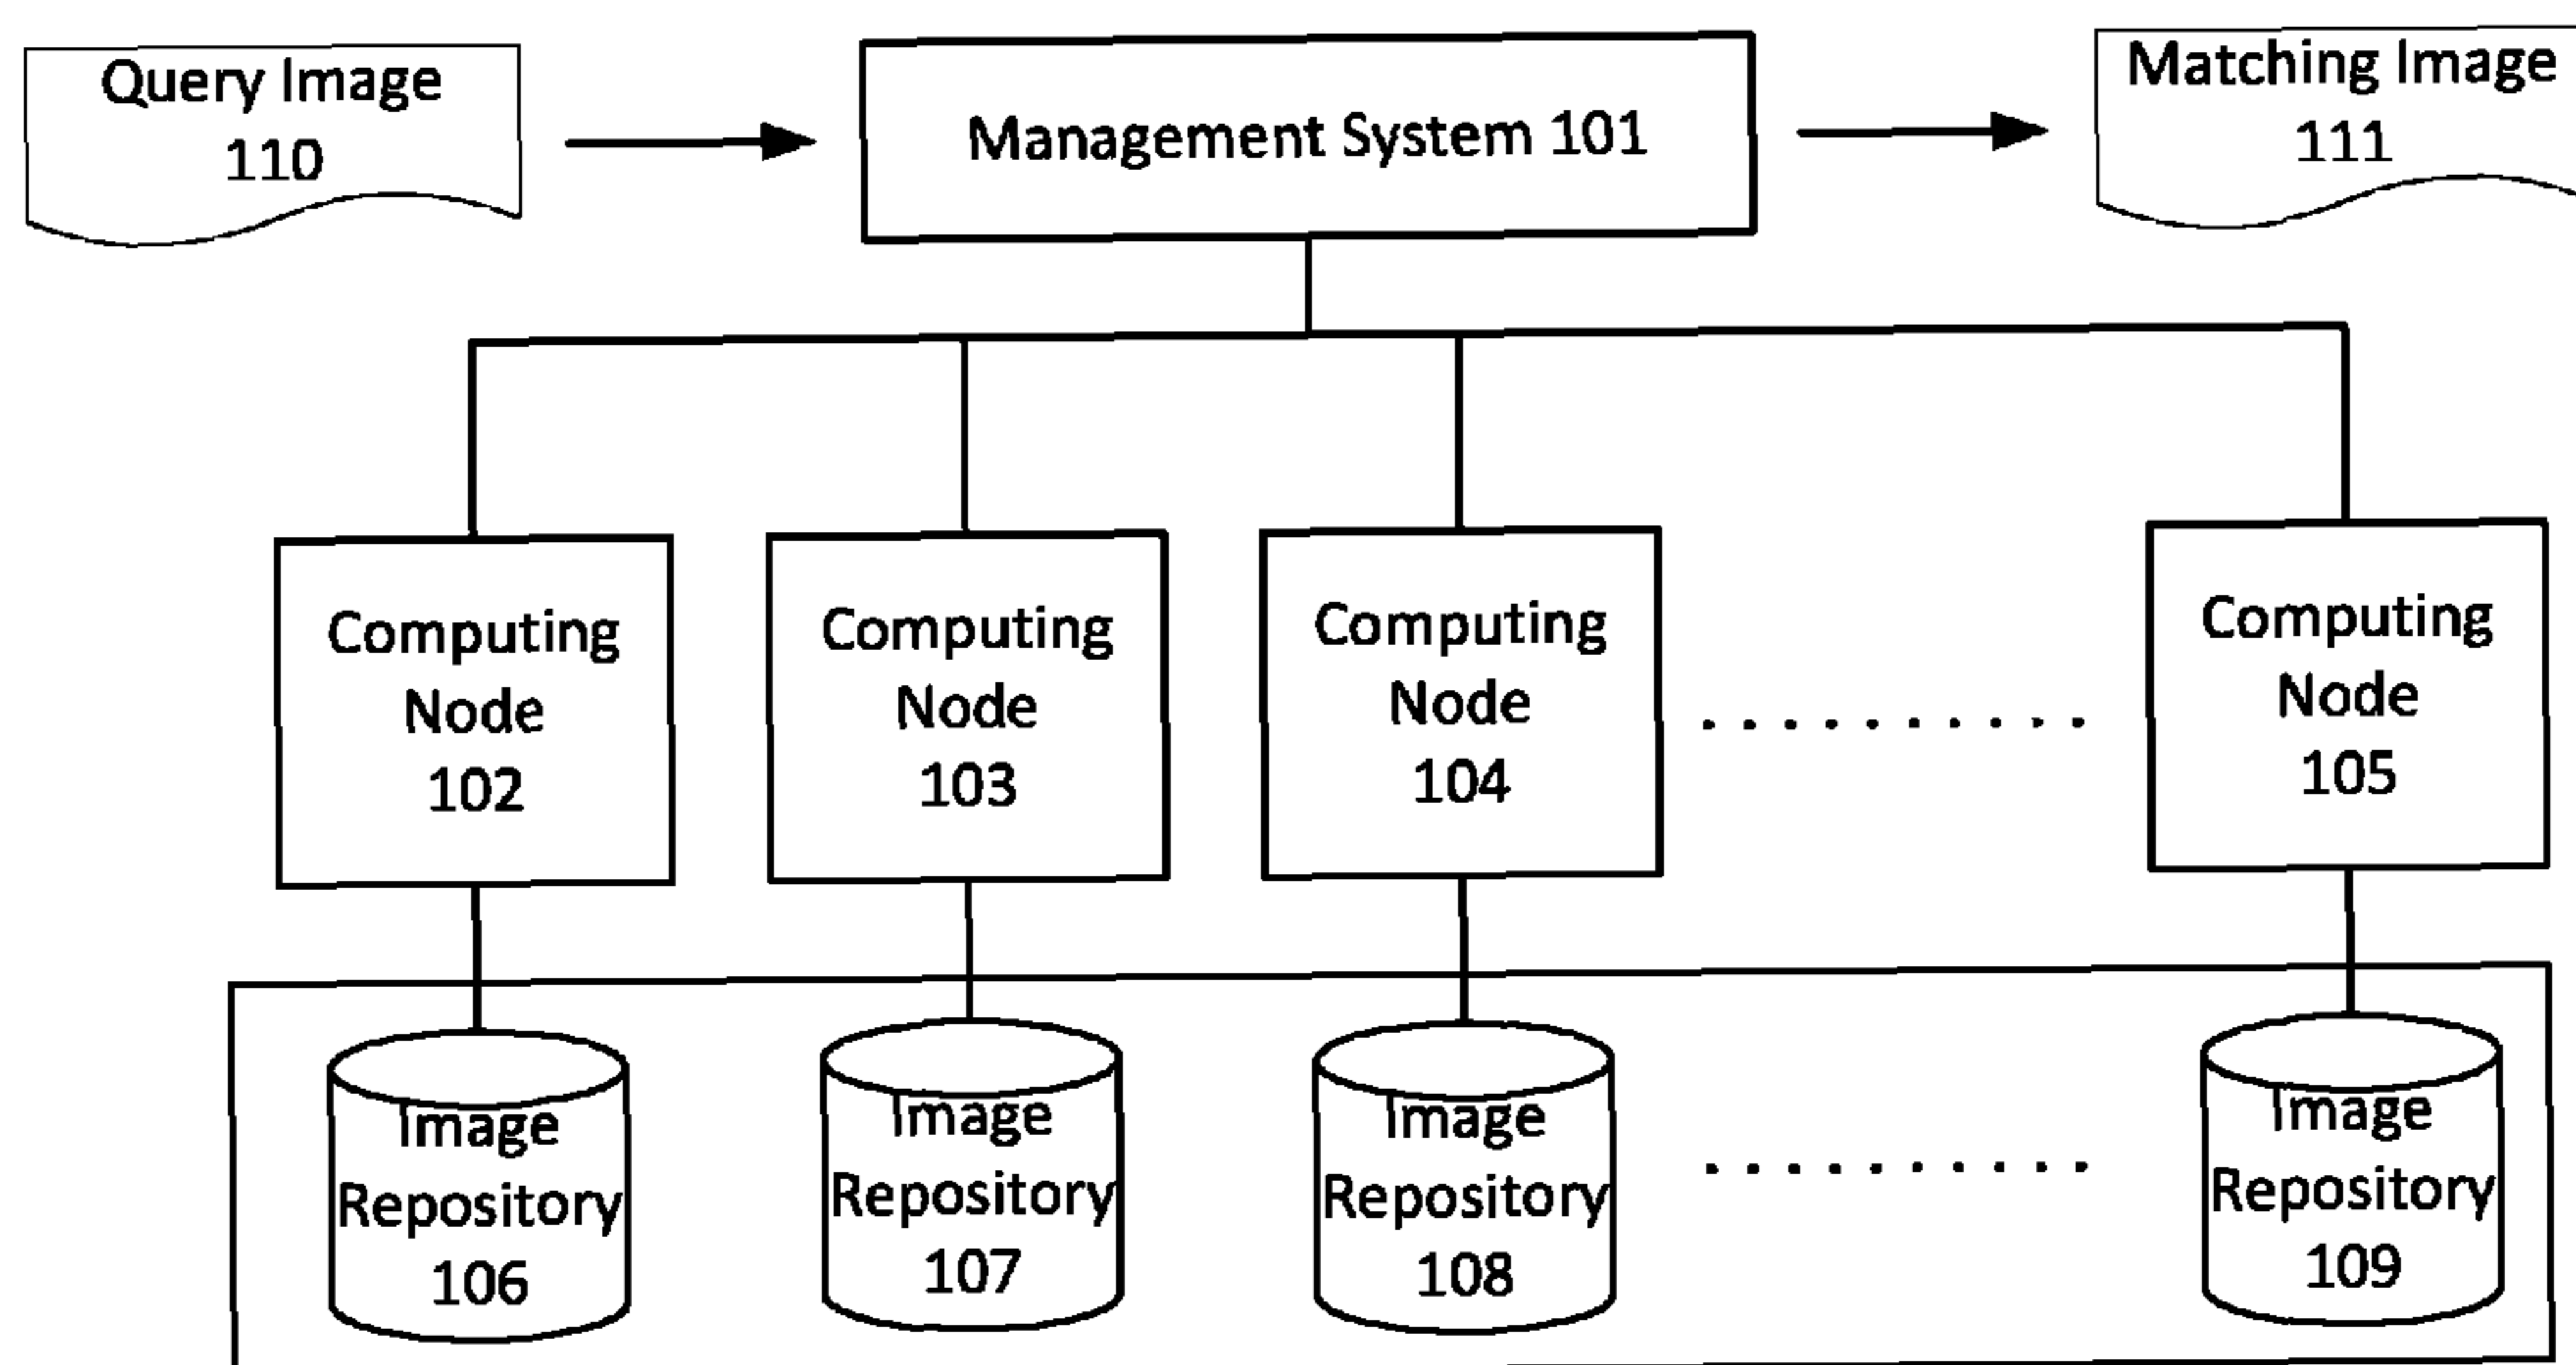 Query Image
110
Management System 101
Matching Image
111
Computing
Node
102
Computing
Node
103
Computing
Node
104
Computing
Node
105
Image
Repository
106
Image
Repository
107
Image
Repository
108
Image
Repository
109